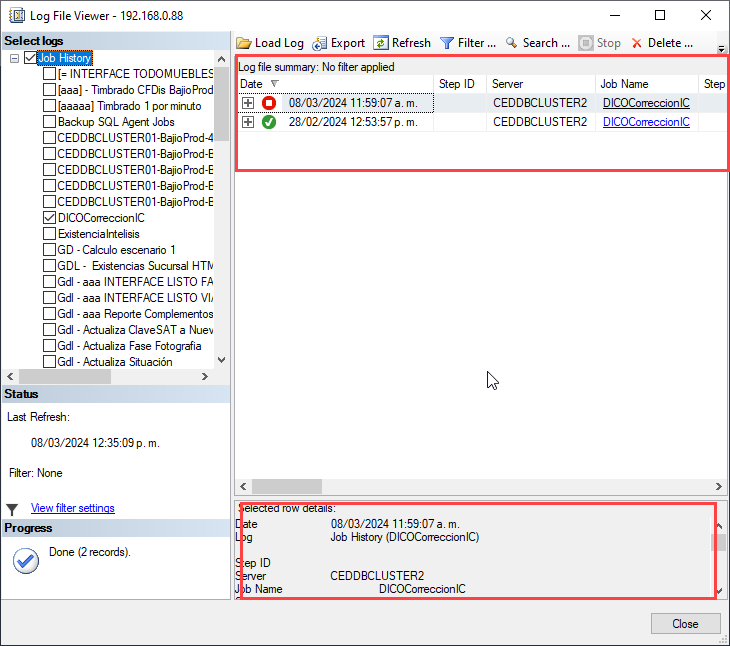 Log File Viewer - 192.168.0.88
Select logs
Job History
[= INTERFACE TODOMUEBLES
[aaa] - Timbrado CFDis BajioProd
[aaaaa] Timbrado 1 por minuto
Backup SQL Agent Jobs
CEDDBCLUSTER01-BajioProd-4
CEDDBCLUSTER01-BajioProd-B
CEDDBCLUSTER01-BajioProd-B
CEDDBCLUSTER01-BajioProd-B
CEDDBCLUSTER01-BajioProd-B
DICOCorreccionIC
ExistenciaIntelisis
GD - Calculo escenario 1
GDL - Existencias Sucursal HTM
Gdl - aaa INTERFACE LISTO FA
Gdl - aaa INTERFACE LISTO VI
Gdl - aaa Reporte Complementos
Gdl - Actualiza ClaveSAT a Nuev
Gdl - Actualiza Fase Fotografia
Gdl - Actualiza Situación
Status
Last Refresh:
08/03/2024 12:35:09 p. m.
Filter: None
View filter settings
Progress
Done (2 records).
Load Log Export Refresh Filter ... Search ... Stop Delete ...
Log file summary: No filter applied
Date Step ID Server Job Name Step
08/03/2024 11:59:07 a. m. CEDDBCLUSTER2 DICOCorreccionIC
28/02/2024 12:53:57 p. m. CEDDBCLUSTER2 DICOCorreccionIC
Selected row details:
Date 08/03/2024 11:59:07 a. m.
Log Job History (DICOCorreccionIC)
Step ID
Server CEDDBCLUSTER2
Job Name DICOCorreccionIC
Close